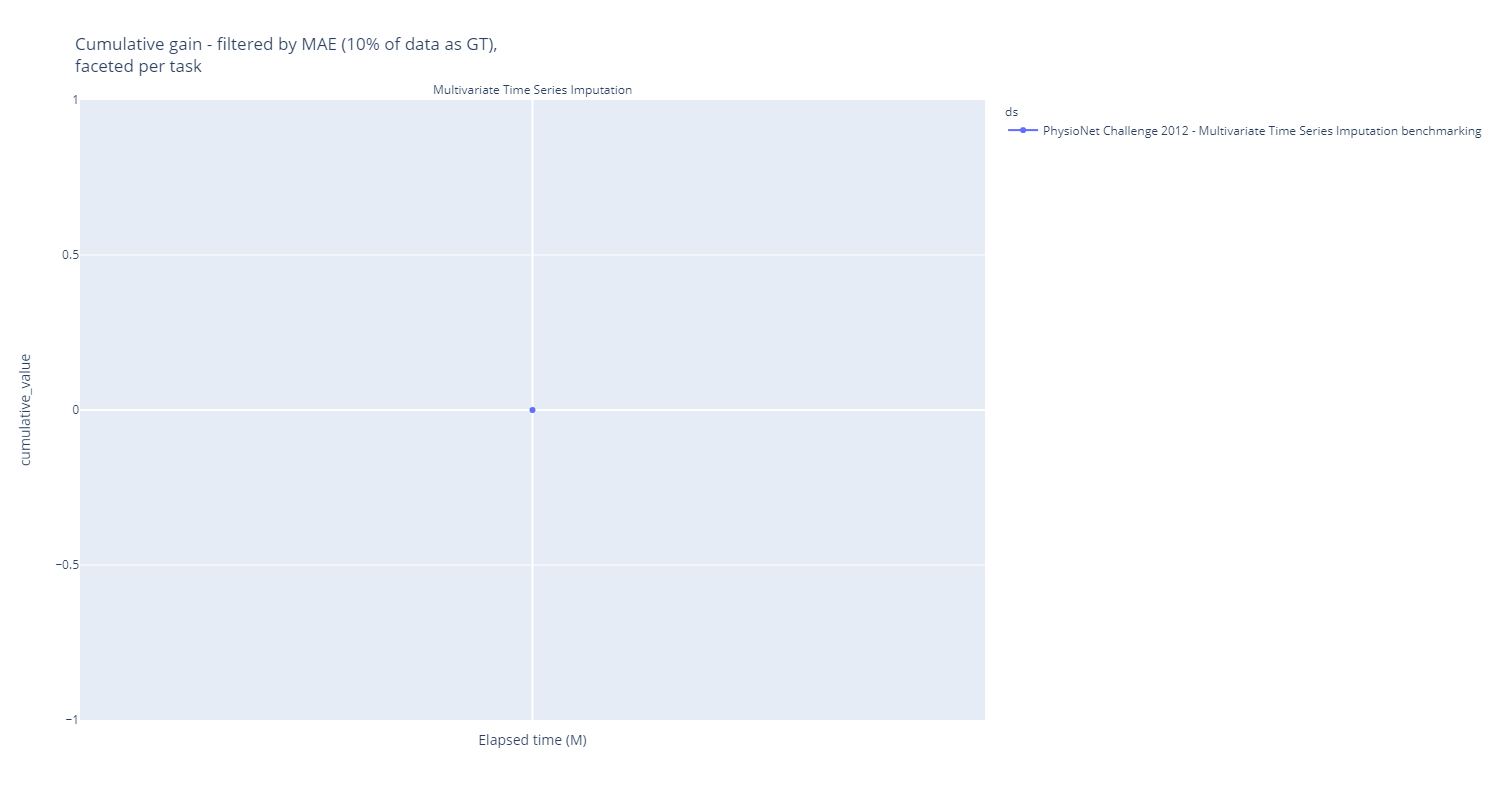 Cumulative gain - filtered by MAE (10% of data as GT),
faceted per task
Multivariate Time Series Imputation
1
0.5
0
−0.5
−1
cumulative_value
Elapsed time (M)
ds
PhysioNet Challenge 2012 - Multivariate Time Series Imputation benchmarking